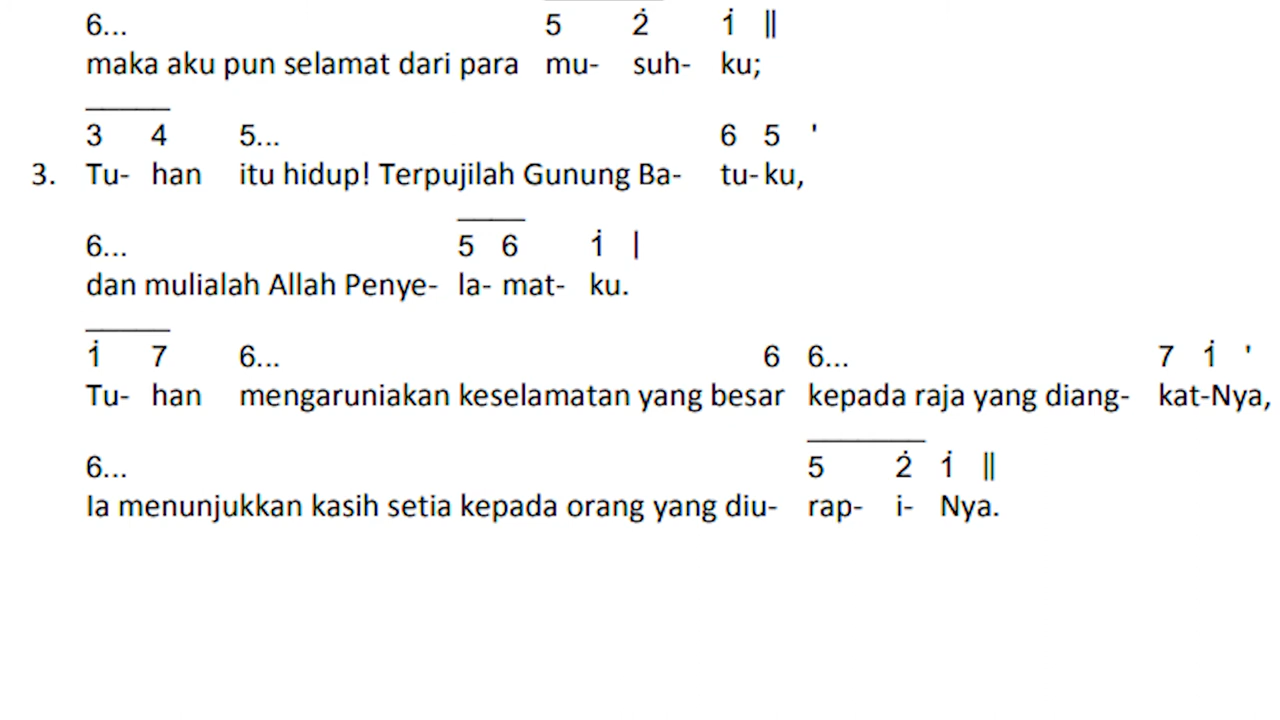 6... 5 2̇ 1̇ ||
maka aku pun selamat dari para mu- suh- ku;
3 4 5... 6 5 '
3. Tu- han itu hidup! Terpujilah Gunung Ba- tu- ku,
6... 5 6 1̇ |
dan mulialah Allah Penye- la- mat- ku.
1̇ 7 6... 6 6... 7 1̇ '
Tu- han mengaruniakan keselamatan yang besar kepada raja yang diang- kat-Nya,
6... 5 2̇ 1̇ ||
Ia menunjukkan kasih setia kepada orang yang diu- rap- i- Nya.